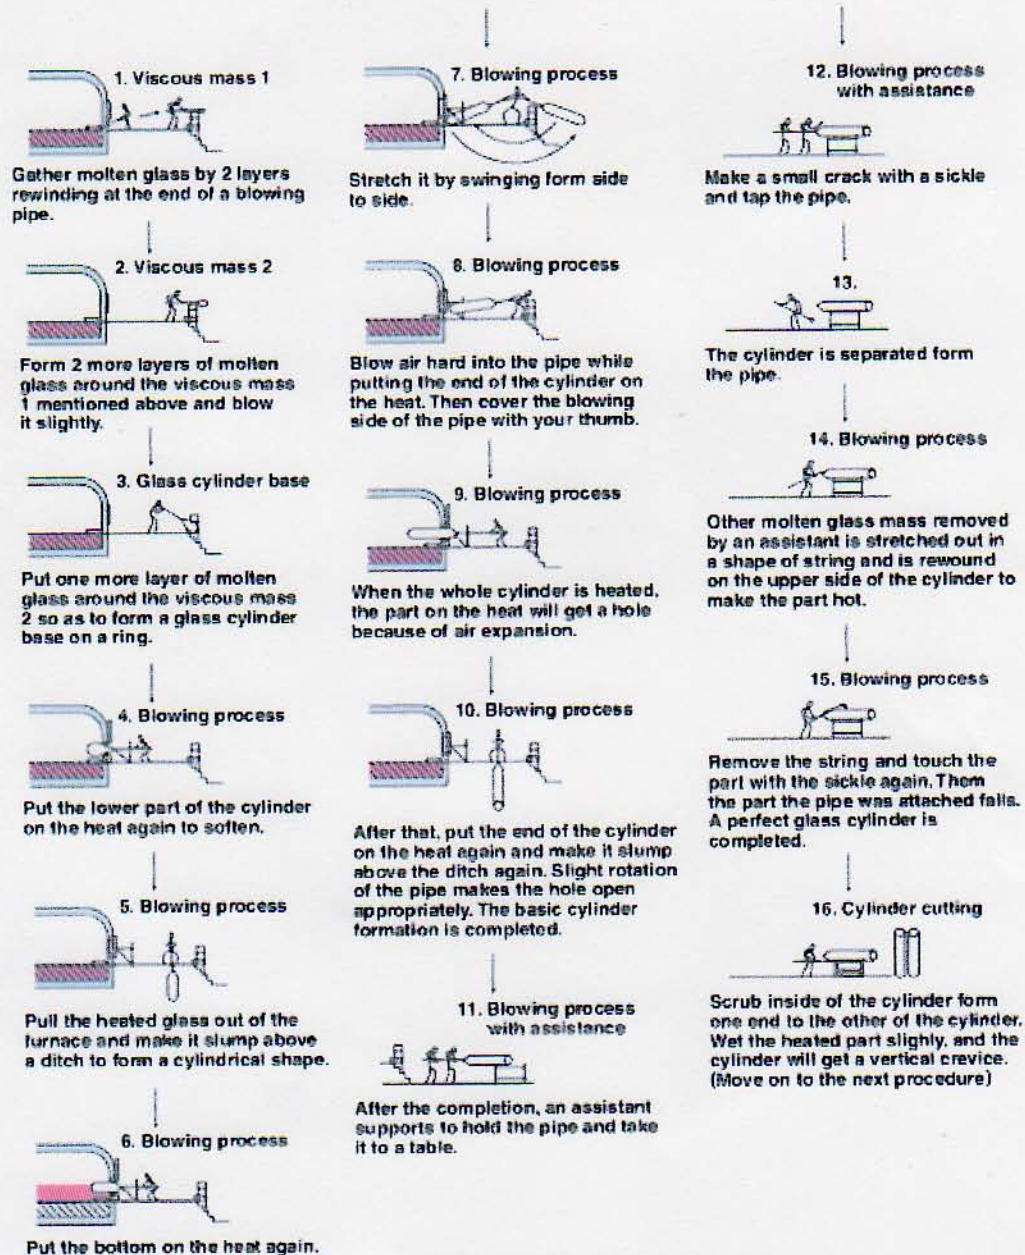 1. Viscous mass 1
Gather molten glass by 2 layers
rewinding at the end of a blowing
pipe.
2. Viscous mass 2
Form 2 more layers of molten
glass around the viscous mass
1 mentioned above and blow
it slightly.
3. Glass cylinder base
Put one more layer of molten
glass around the viscous mass
2 so as to form a glass cylinder
base on a ring.
4. Blowing process
Put the lower part of the cylinder
on the heat again to soften.
5. Blowing process
Pull the heated glass out of the
furnace and make it slump above
a ditch to form a cylindrical shape.
6. Blowing process
Put the bottom on the heat again.
7. Blowing process
Stretch it by swinging form side
to side.
8. Blowing process
Blow air hard into the pipe while
putting the end of the cylinder on
the heat. Then cover the blowing
side of the pipe with your thumb.
9. Blowing process
When the whole cylinder is heated,
the part on the heat will get a hole
because of air expansion.
10. Blowing process
After that, put the end of the cylinder
on the heat again and make it slump
above the ditch again. Slight rotation
of the pipe makes the hole open
appropriately. The basic cylinder
formation is completed.
11. Blowing process
with assistance
After the completion, an assistant
supports to hold the pipe and take
it to a table.
12. Blowing process
with assistance
Make a small crack with a sickle
and tap the pipe.
13.
The cylinder is separated form
the pipe.
14. Blowing process
Other molten glass mass removed
by an assistant is stretched out in
a shape of string and is rewound
on the upper side of the cylinder to
make the part hot.
15. Blowing process
Remove the string and touch the
part with the sickle again. Them
the part the pipe was attached falls.
A perfect glass cylinder is
completed.
16. Cylinder cutting
Scrub inside of the cylinder form
one end to the other of the cylinder.
Wet the heated part slighly, and the
cylinder will get a vertical crevice.
(Move on to the next procedure)